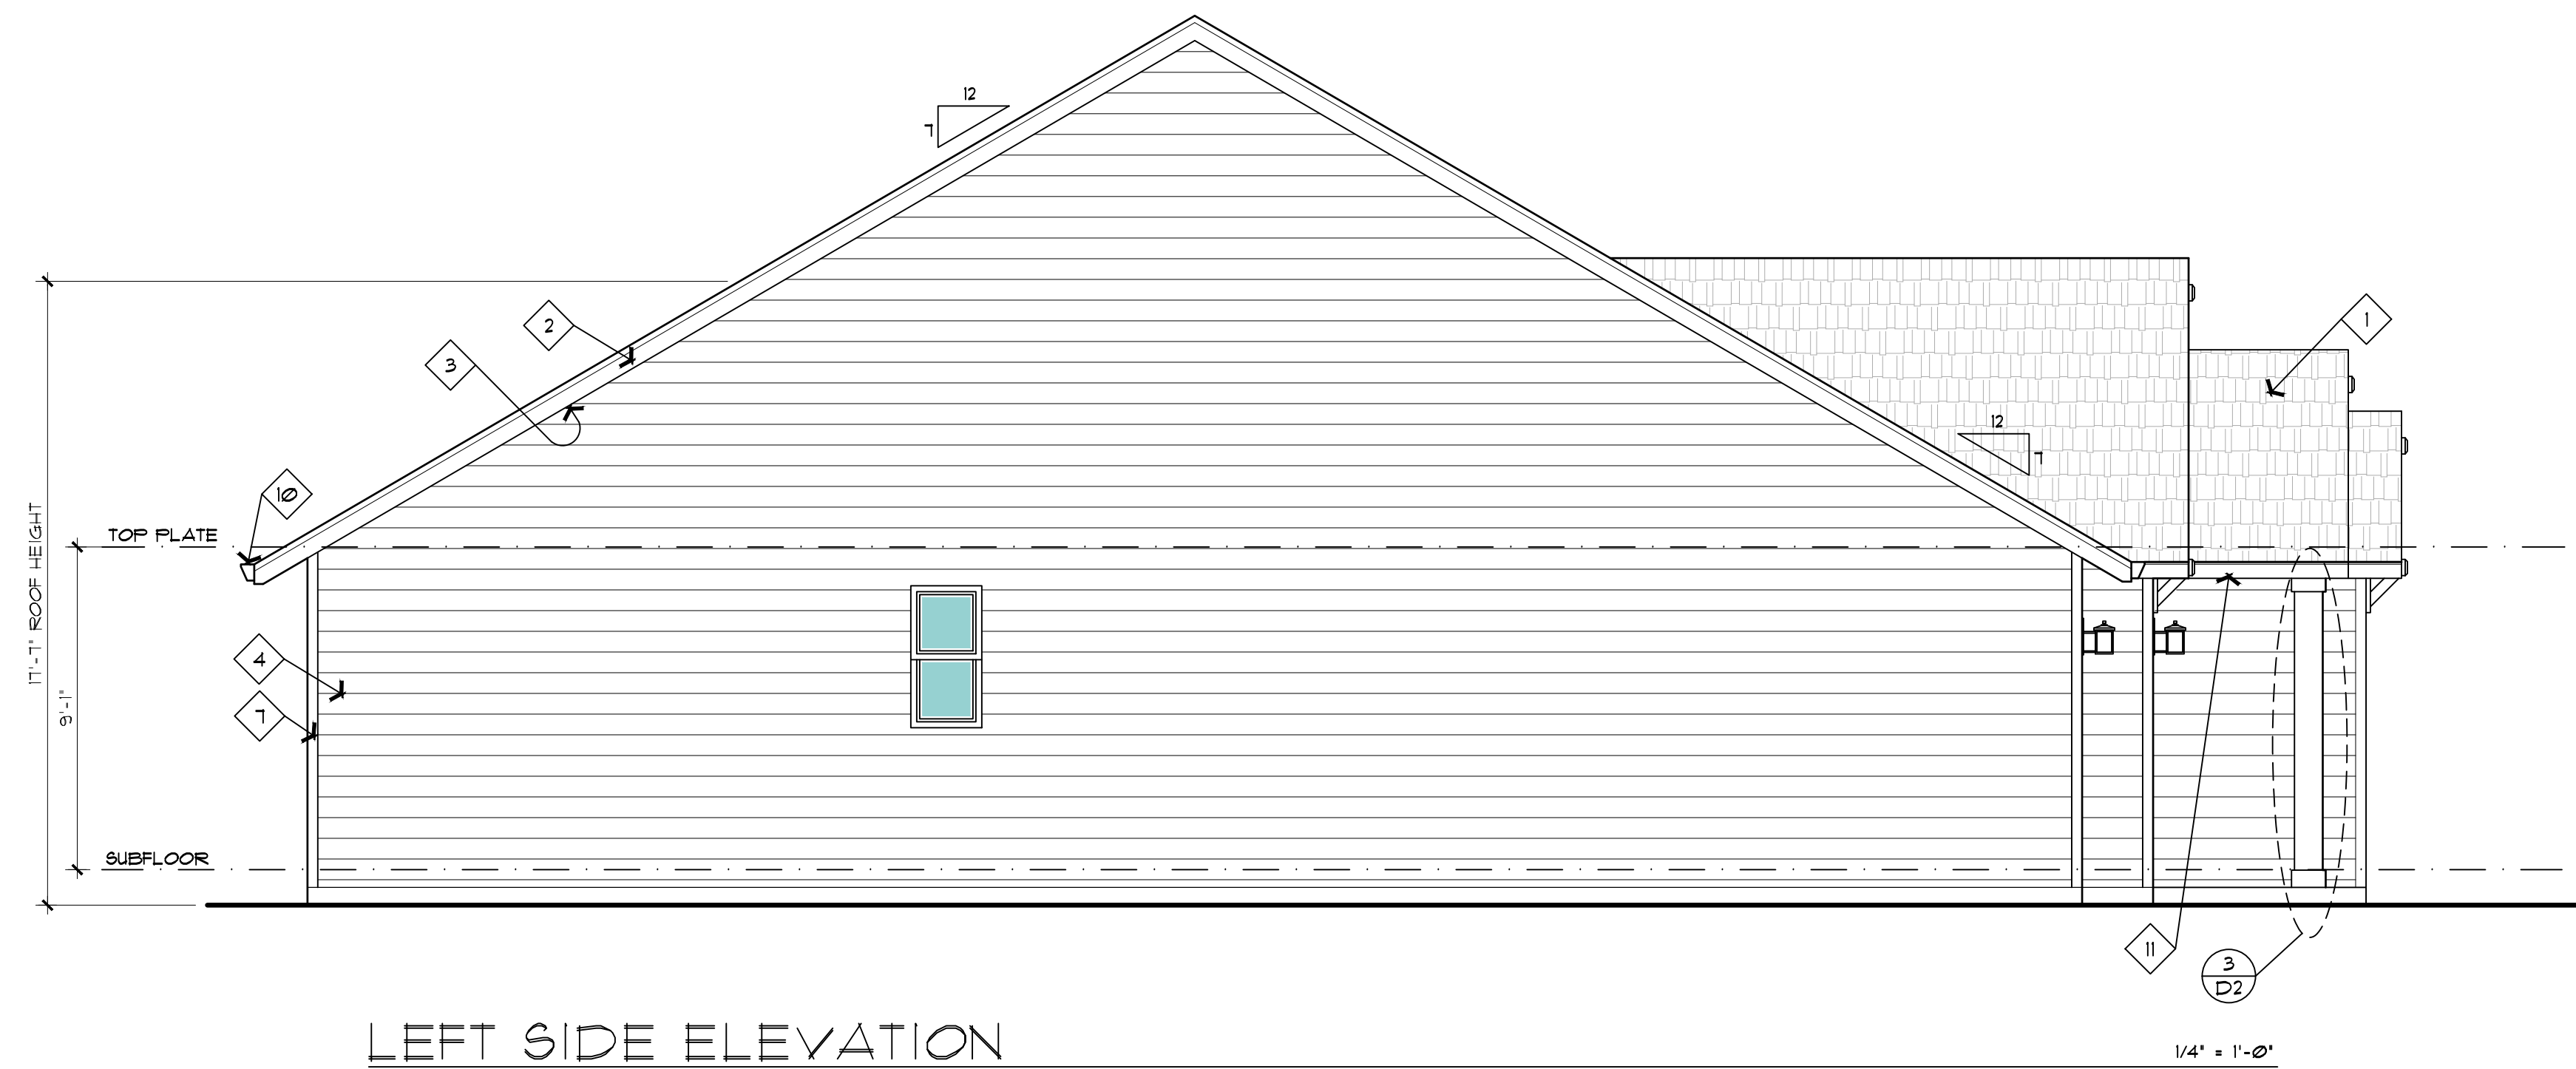 12
7
2
3
1
12
7
10
TOP PLATE
17'-7" ROOF HEIGHT
9'-1"
4
7
SUBFLOOR
11
3
D2
LEFT SIDE ELEVATION
1/4" = 1'-0"